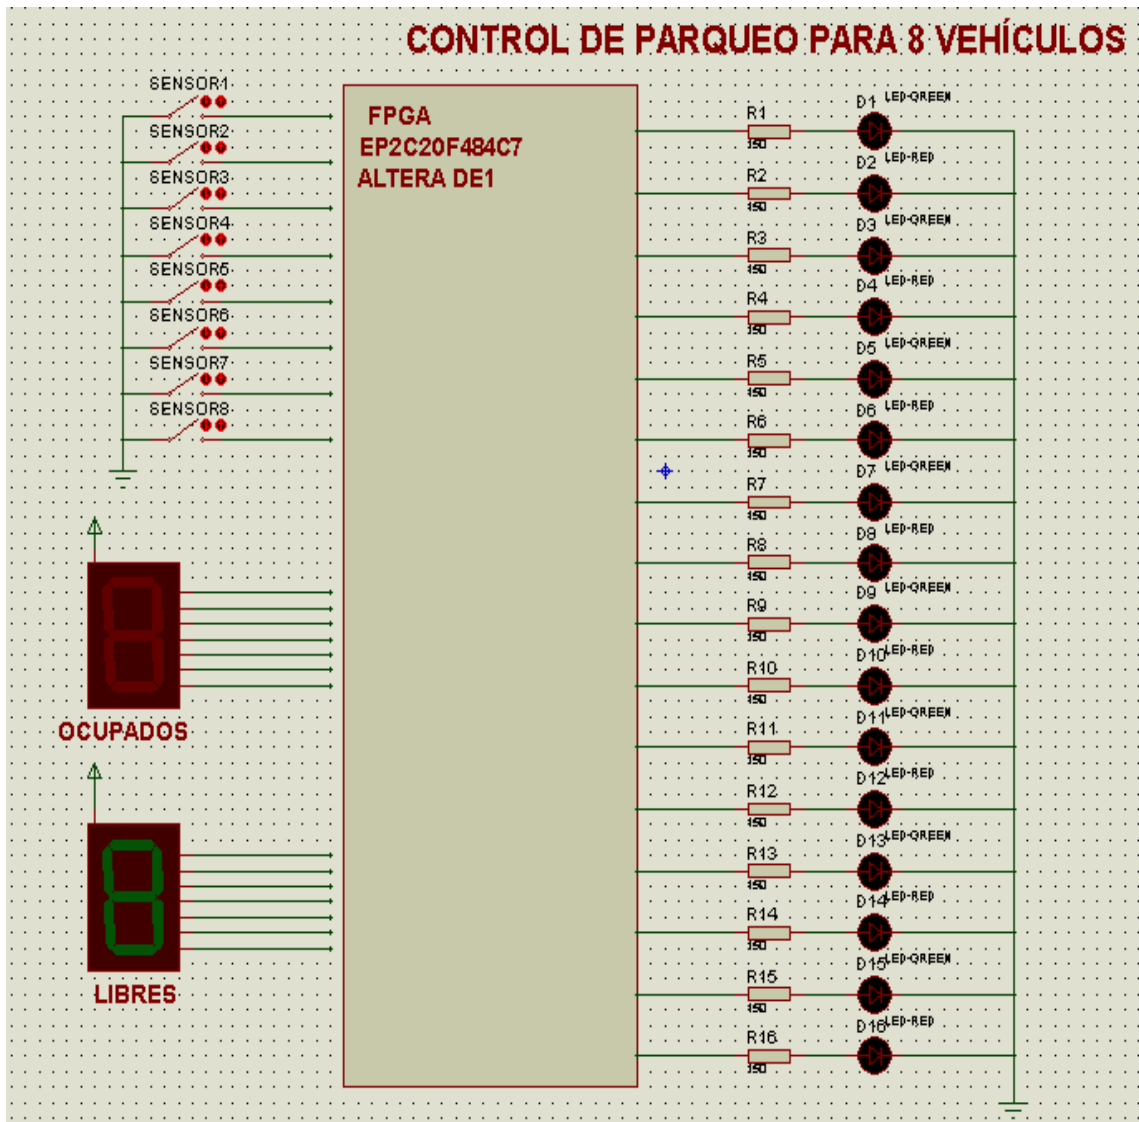 CONTROL DE PARQUEO PARA 8 VEHÍCULOS
SENSOR1
SENSOR2
SENSOR3
SENSOR4
SENSOR5
SENSOR6
SENSOR7
SENSOR8
OCUPADOS
LIBRES
FPGA
EP2C20F484C7
ALTERA DE1
R1
150
D1 LED-GREEN
R2
150
D2 LED-RED
R3
150
D3 LED-GREEN
R4
150
D4 LED-RED
R5
150
D5 LED-GREEN
R6
150
D6 LED-RED
R7
150
D7 LED-GREEN
R8
150
D8 LED-RED
R9
150
D9 LED-GREEN
R10
150
D10 LED-RED
R11
150
D11 LED-GREEN
R12
150
D12 LED-RED
R13
150
D13 LED-GREEN
R14
150
D14 LED-RED
R15
150
D15 LED-GREEN
R16
150
D16 LED-RED